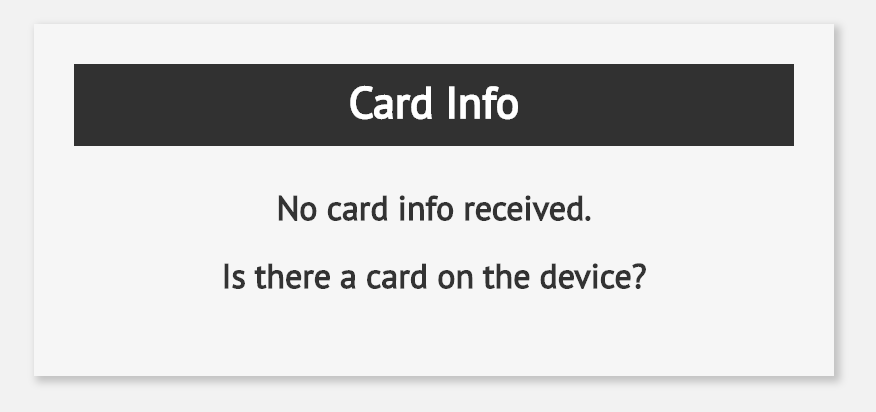 Card Info
No card info received.
Is there a card on the device?